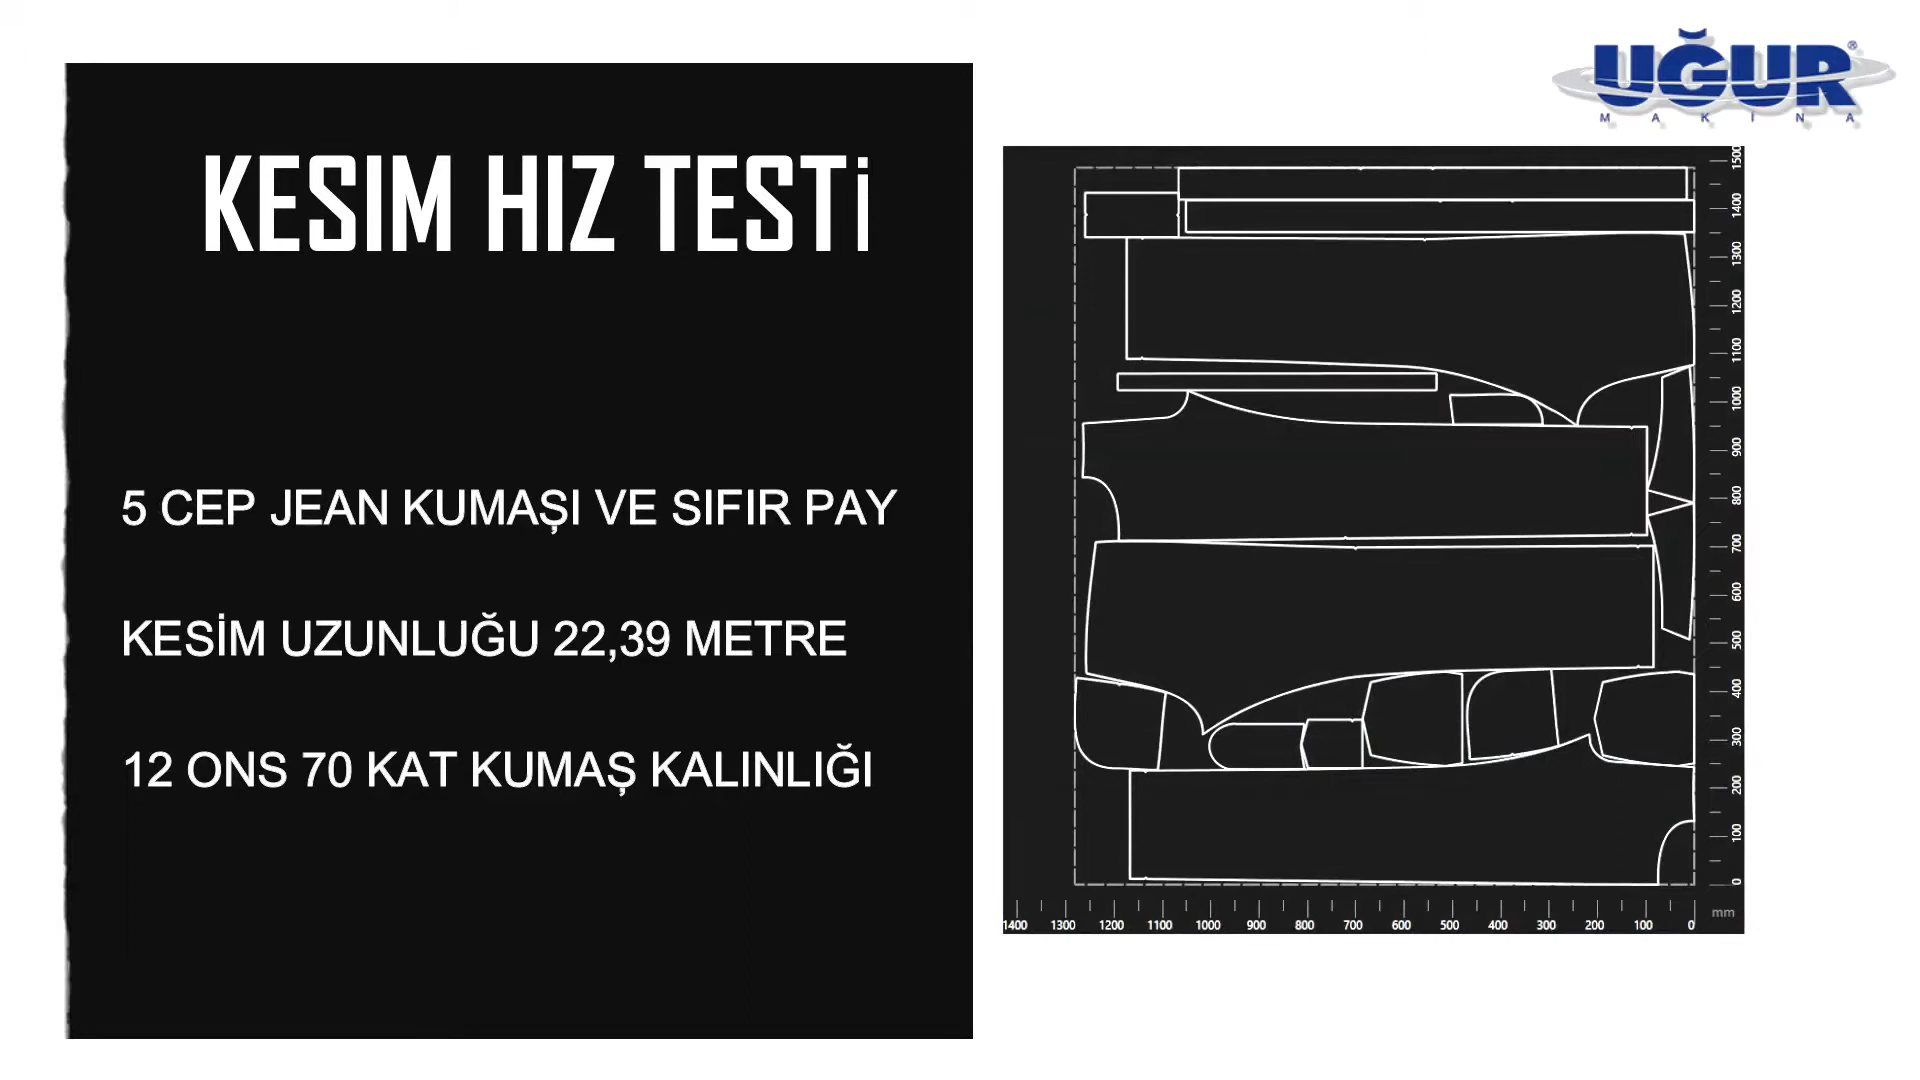 UĞUR®
MAKINA
KESIM HIZ TESTİ
5 CEP JEAN KUMAŞI VE SIFIR PAY
KESİM UZUNLUĞU 22,39 METRE
12 ONS 70 KAT KUMAŞ KALINLIĞI
1500
1400
1300
1200
1100
1000
900
800
700
600
500
400
300
200
100
0
mm
1400 1300 1200 1100 1000 900 800 700 600 500 400 300 200 100 0